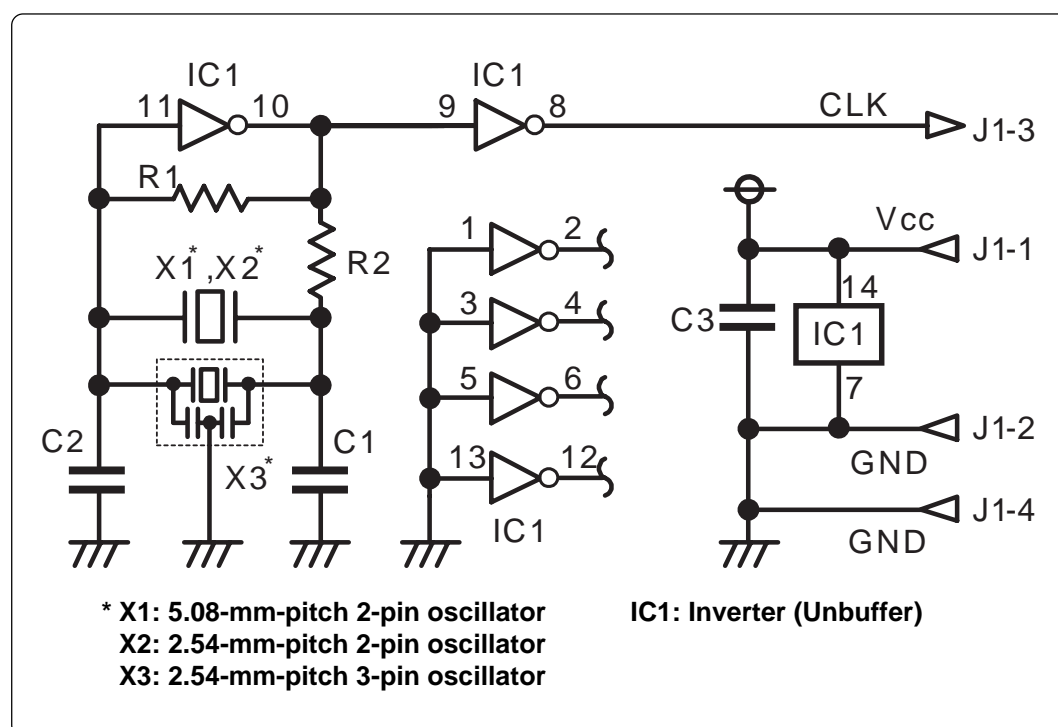 IC1
IC1
11
10
9
8
CLK
J1-3
R1
R2
X1*,X2*
1
2
Vcc
J1-1
3
4
C3
14
IC1
5
6
7
C2
C1
X3*
13
12
IC1
J1-2
GND
J1-4
GND
* X1: 5.08-mm-pitch 2-pin oscillator
X2: 2.54-mm-pitch 2-pin oscillator
X3: 2.54-mm-pitch 3-pin oscillator
IC1: Inverter (Unbuffer)